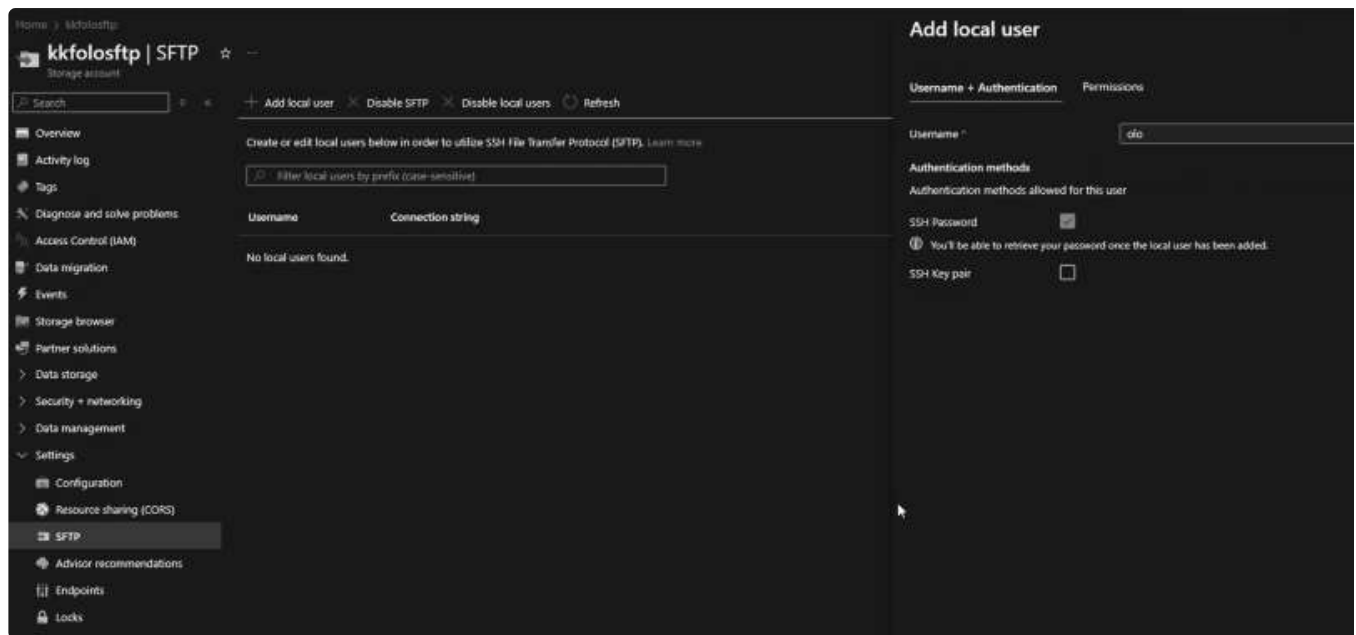 Home > kkfolosftp
kkfolosftp | SFTP
Storage account
Search
Overview
Activity log
Tags
Diagnose and solve problems
Access Control (IAM)
Data migration
Events
Storage browser
Partner solutions
Data storage
Security + networking
Data management
Settings
Configuration
Resource sharing (CORS)
SFTP
Advisor recommendations
Endpoints
Locks
Add local user Disable SFTP Disable local users Refresh
Create or edit local users below in order to utilize SSH File Transfer Protocol (SFTP). Learn more
Filter local users by prefix (case-sensitive)
Username Connection string
No local users found.
Add local user
Username + Authentication Permissions
Username *
Authentication methods
Authentication methods allowed for this user
SSH Password
You'll be able to retrieve your password once the local user has been added.
SSH Key pair